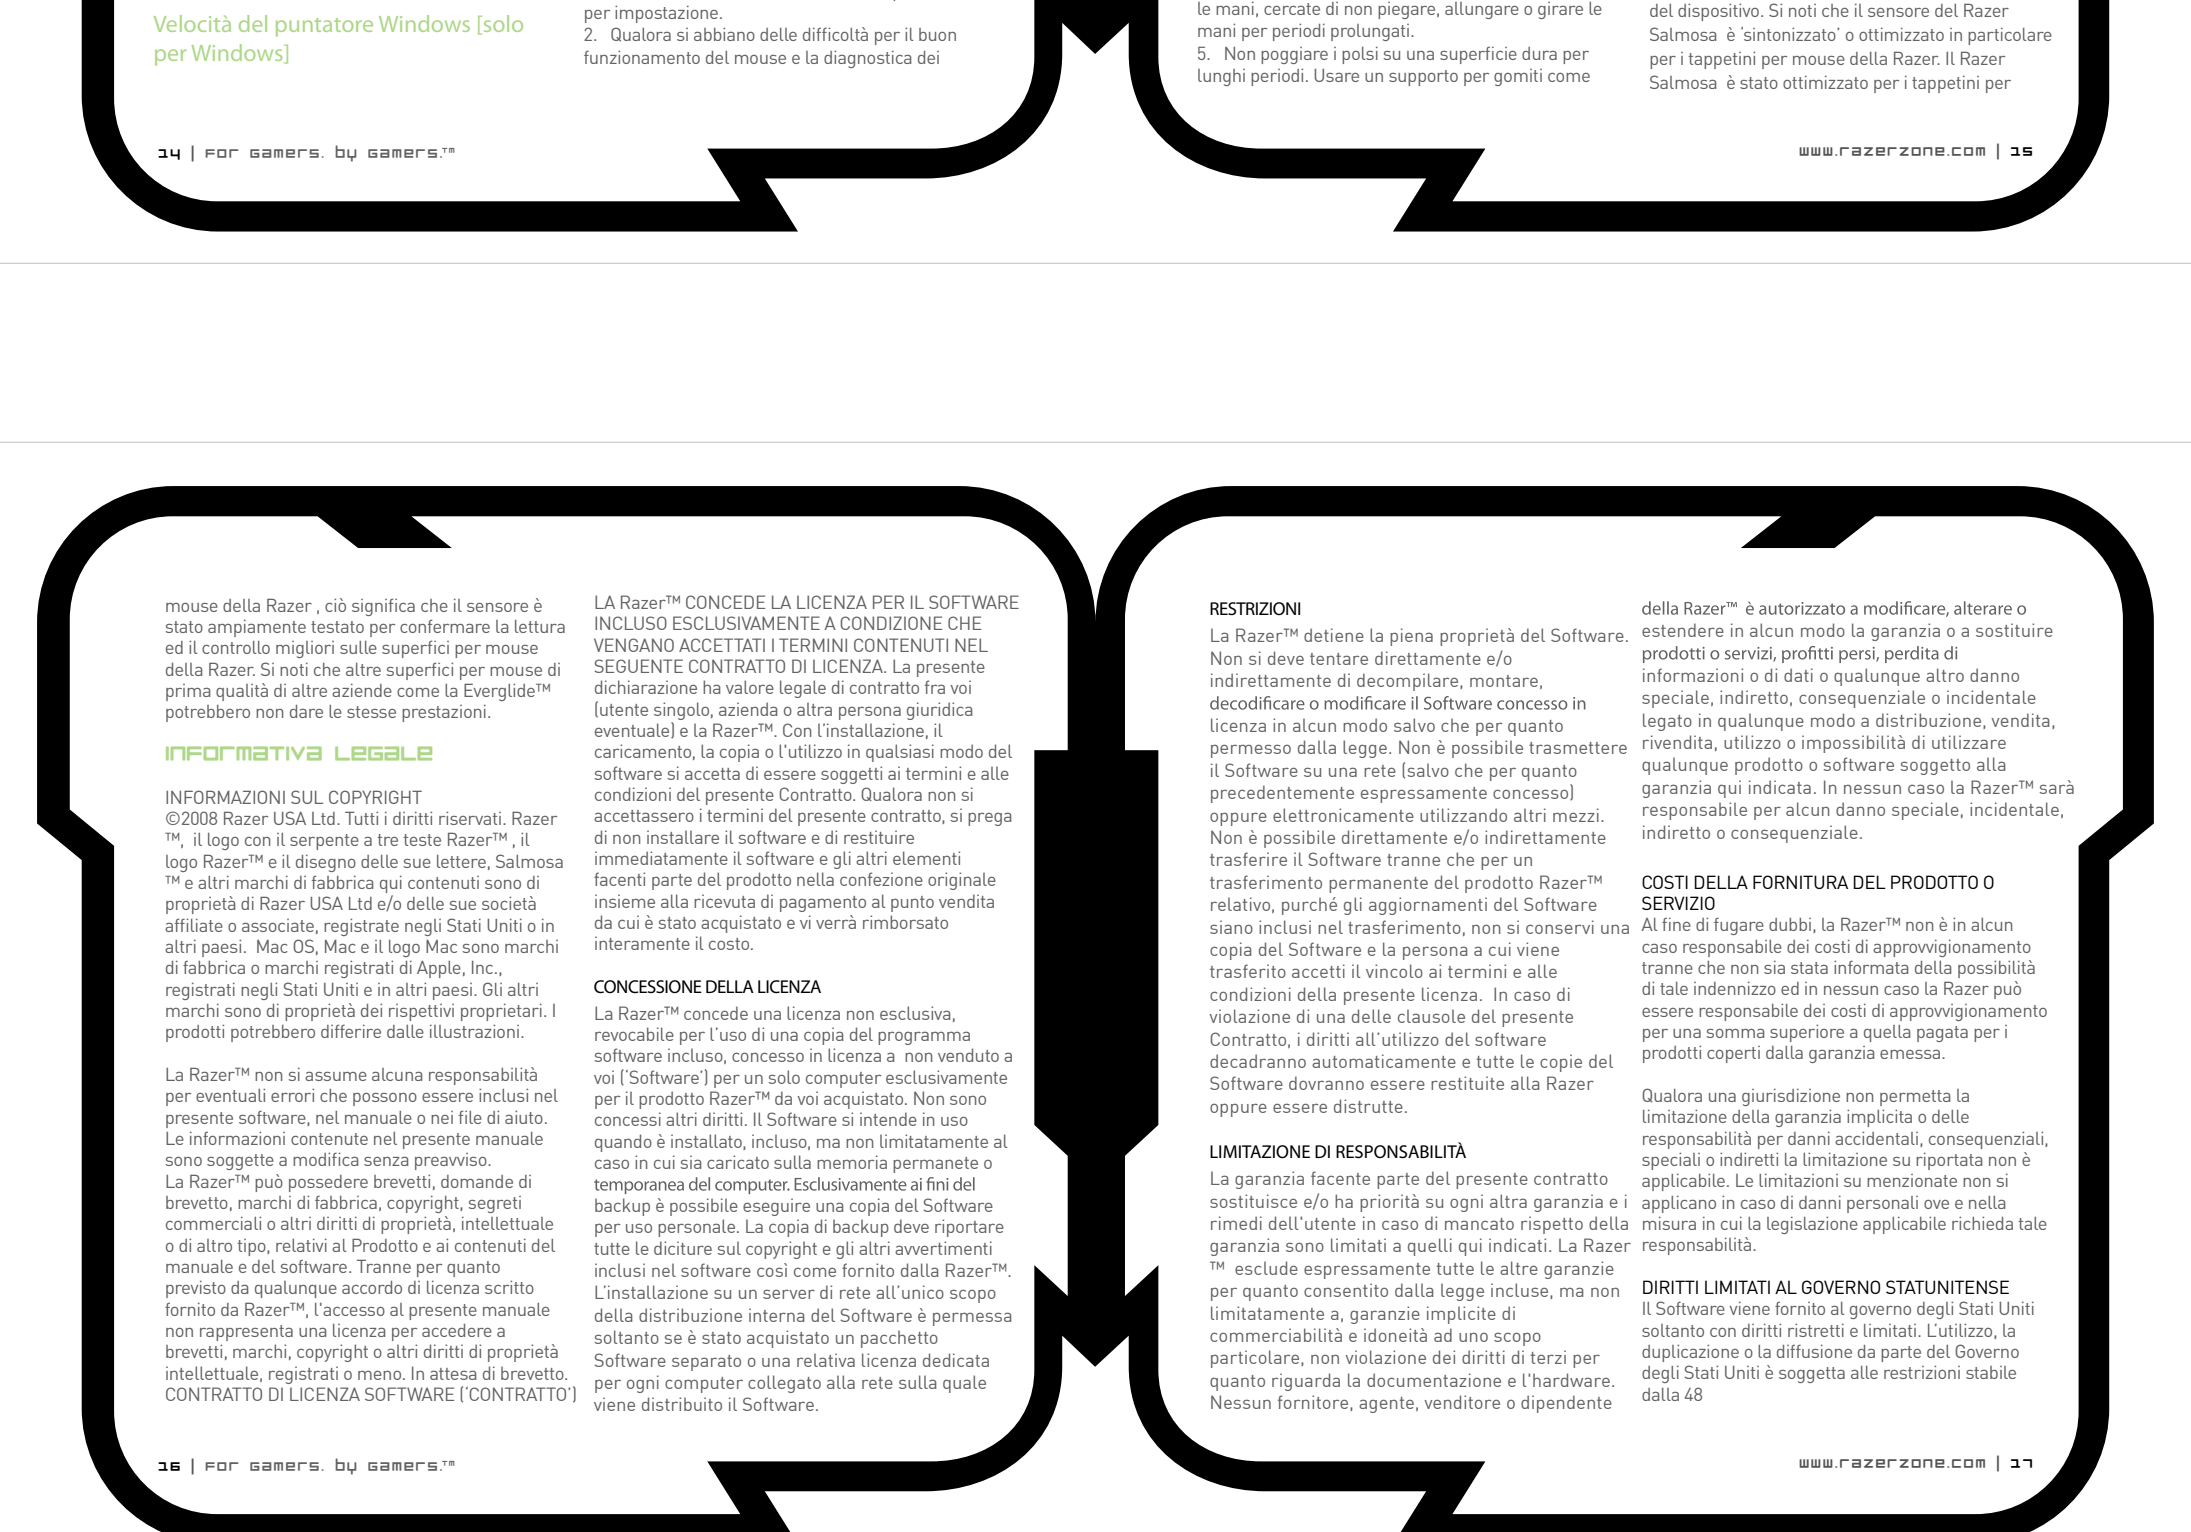 Velocità del puntatore Windows [solo
per Windows]
per impostazione.
2. Qualora si abbiano delle difficoltà per il buon
funzionamento del mouse e la diagnostica dei
14 | For Gamers. By Gamers.™
le mani, cercate di non piegare, allungare o girare le
mani per periodi prolungati.
5. Non poggiare i polsi su una superficie dura per
lunghi periodi. Usare un supporto per gomiti come
del dispositivo. Si noti che il sensore del Razer
Salmosa è 'sintonizzato' o ottimizzato in particolare
per i tappetini per mouse della Razer. Il Razer
Salmosa è stato ottimizzato per i tappetini per
www.razerzone.com | 15
mouse della Razer , ciò significa che il sensore è
stato ampiamente testato per confermare la lettura
ed il controllo migliori sulle superfici per mouse
della Razer. Si noti che altre superfici per mouse di
prima qualità di altre aziende come la Everglide™
potrebbero non dare le stesse prestazioni.
Informativa Legale
INFORMAZIONI SUL COPYRIGHT
©2008 Razer USA Ltd. Tutti i diritti riservati. Razer
™, il logo con il serpente a tre teste Razer™ , il
logo Razer™ e il disegno delle sue lettere, Salmosa
™ e altri marchi di fabbrica qui contenuti sono di
proprietà di Razer USA Ltd e/o delle sue società
affiliate o associate, registrate negli Stati Uniti o in
altri paesi. Mac OS, Mac e il logo Mac sono marchi
di fabbrica o marchi registrati di Apple, Inc.,
registrati negli Stati Uniti e in altri paesi. Gli altri
marchi sono di proprietà dei rispettivi proprietari. I
prodotti potrebbero differire dalle illustrazioni.
La Razer™ non si assume alcuna responsabilità
per eventuali errori che possono essere inclusi nel
presente software, nel manuale o nei file di aiuto.
Le informazioni contenute nel presente manuale
sono soggette a modifica senza preavviso.
La Razer™ può possedere brevetti, domande di
brevetto, marchi di fabbrica, copyright, segreti
commerciali o altri diritti di proprietà, intellettuale
o di altro tipo, relativi al Prodotto e ai contenuti del
manuale e del software. Tranne per quanto
previsto da qualunque accordo di licenza scritto
fornito da Razer™, l'accesso al presente manuale
non rappresenta una licenza per accedere a
brevetti, marchi, copyright o altri diritti di proprietà
intellettuale, registrati o meno. In attesa di brevetto.
CONTRATTO DI LICENZA SOFTWARE ('CONTRATTO')
LA Razer™ CONCEDE LA LICENZA PER IL SOFTWARE
INCLUSO ESCLUSIVAMENTE A CONDIZIONE CHE
VENGANO ACCETTATI I TERMINI CONTENUTI NEL
SEGUENTE CONTRATTO DI LICENZA. La presente
dichiarazione ha valore legale di contratto fra voi
(utente singolo, azienda o altra persona giuridica
eventuale) e la Razer™. Con l'installazione, il
caricamento, la copia o l'utilizzo in qualsiasi modo del
software si accetta di essere soggetti ai termini e alle
condizioni del presente Contratto. Qualora non si
accettassero i termini del presente contratto, si prega
di non installare il software e di restituire
immediatamente il software e gli altri elementi
facenti parte del prodotto nella confezione originale
insieme alla ricevuta di pagamento al punto vendita
da cui è stato acquistato e vi verrà rimborsato
interamente il costo.
CONCESSIONE DELLA LICENZA
La Razer™ concede una licenza non esclusiva,
revocabile per l'uso di una copia del programma
software incluso, concesso in licenza a non venduto a
voi ('Software') per un solo computer esclusivamente
per il prodotto Razer™ da voi acquistato. Non sono
concessi altri diritti. Il Software si intende in uso
quando è installato, incluso, ma non limitatamente al
caso in cui sia caricato sulla memoria permanete o
temporanea del computer. Esclusivamente ai fini del
backup è possibile eseguire una copia del Software
per uso personale. La copia di backup deve riportare
tutte le diciture sul copyright e gli altri avvertimenti
inclusi nel software così come fornito dalla Razer™.
L'installazione su un server di rete all'unico scopo
della distribuzione interna del Software è permessa
soltanto se è stato acquistato un pacchetto
Software separato o una relativa licenza dedicata
per ogni computer collegato alla rete sulla quale
viene distribuito il Software.
16 | For Gamers. By Gamers.™
RESTRIZIONI
La Razer™ detiene la piena proprietà del Software.
Non si deve tentare direttamente e/o
indirettamente di decompilare, montare,
decodificare o modificare il Software concesso in
licenza in alcun modo salvo che per quanto
permesso dalla legge. Non è possibile trasmettere
il Software su una rete (salvo che per quanto
precedentemente espressamente concesso)
oppure elettronicamente utilizzando altri mezzi.
Non è possibile direttamente e/o indirettamente
trasferire il Software tranne che per un
trasferimento permanente del prodotto Razer™
relativo, purché gli aggiornamenti del Software
siano inclusi nel trasferimento, non si conservi una
copia del Software e la persona a cui viene
trasferito accetti il vincolo ai termini e alle
condizioni della presente licenza. In caso di
violazione di una delle clausole del presente
Contratto, i diritti all'utilizzo del software
decadranno automaticamente e tutte le copie del
Software dovranno essere restituite alla Razer
oppure essere distrutte.
LIMITAZIONE DI RESPONSABILITÀ
La garanzia facente parte del presente contratto
sostituisce e/o ha priorità su ogni altra garanzia e i
rimedi dell'utente in caso di mancato rispetto della
garanzia sono limitati a quelli qui indicati. La Razer
™ esclude espressamente tutte le altre garanzie
per quanto consentito dalla legge incluse, ma non
limitatamente a, garanzie implicite di
commerciabilità e idoneità ad uno scopo
particolare, non violazione dei diritti di terzi per
quanto riguarda la documentazione e l'hardware.
Nessun fornitore, agente, venditore o dipendente
della Razer™ è autorizzato a modificare, alterare o
estendere in alcun modo la garanzia o a sostituire
prodotti o servizi, profitti persi, perdita di
informazioni o di dati o qualunque altro danno
speciale, indiretto, consequenziale o incidentale
legato in qualunque modo a distribuzione, vendita,
rivendita, utilizzo o impossibilità di utilizzare
qualunque prodotto o software soggetto alla
garanzia qui indicata. In nessun caso la Razer™ sarà
responsabile per alcun danno speciale, incidentale,
indiretto o consequenziale.
COSTI DELLA FORNITURA DEL PRODOTTO O
SERVIZIO
Al fine di fugare dubbi, la Razer™ non è in alcun
caso responsabile dei costi di approvvigionamento
tranne che non sia stata informata della possibilità
di tale indennizzo ed in nessun caso la Razer può
essere responsabile dei costi di approvvigionamento
per una somma superiore a quella pagata per i
prodotti coperti dalla garanzia emessa.
Qualora una giurisdizione non permetta la
limitazione della garanzia implicita o delle
responsabilità per danni accidentali, consequenziali,
speciali o indiretti la limitazione su riportata non è
applicabile. Le limitazioni su menzionate non si
applicano in caso di danni personali ove e nella
misura in cui la legislazione applicabile richieda tale
responsabilità.
DIRITTI LIMITATI AL GOVERNO STATUNITENSE
Il Software viene fornito al governo degli Stati Uniti
soltanto con diritti ristretti e limitati. L'utilizzo, la
duplicazione o la diffusione da parte del Governo
degli Stati Uniti è soggetta alle restrizioni stabile
dalla 48
www.razerzone.com | 17